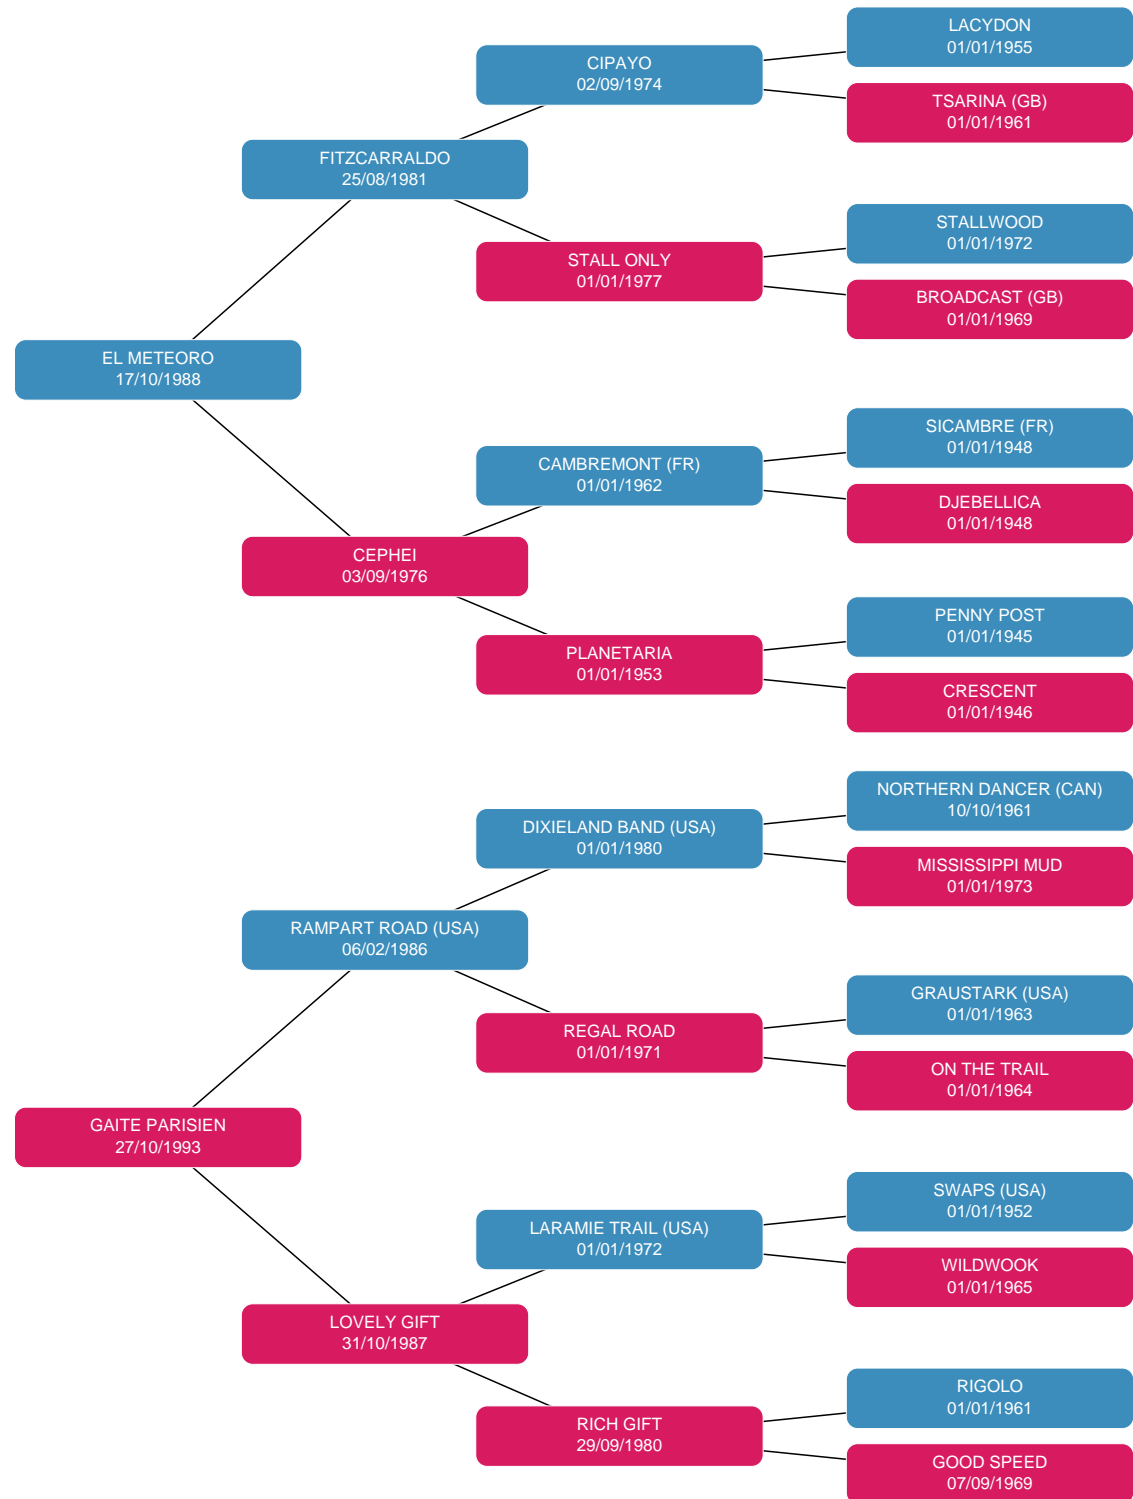 LACYDON
01/01/1955
CIPAYO
02/09/1974
TSARINA (GB)
01/01/1961
FITZCARRALDO
25/08/1981
STALLWOOD
01/01/1972
STALL ONLY
01/01/1977
BROADCAST (GB)
01/01/1969
EL METEORO
17/10/1988
SICAMBRE (FR)
01/01/1948
CAMBREMONT (FR)
01/01/1962
DJEBELLICA
01/01/1948
CEPHEI
03/09/1976
PENNY POST
01/01/1945
PLANETARIA
01/01/1953
CRESCENT
01/01/1946
NORTHERN DANCER (CAN)
10/10/1961
DIXIELAND BAND (USA)
01/01/1980
MISSISSIPPI MUD
01/01/1973
RAMPART ROAD (USA)
06/02/1986
GRAUSTARK (USA)
01/01/1963
REGAL ROAD
01/01/1971
ON THE TRAIL
01/01/1964
GAITE PARISIEN
27/10/1993
SWAPS (USA)
01/01/1952
LARAMIE TRAIL (USA)
01/01/1972
WILDWOOK
01/01/1965
LOVELY GIFT
31/10/1987
RIGOLO
01/01/1961
RICH GIFT
29/09/1980
GOOD SPEED
07/09/1969